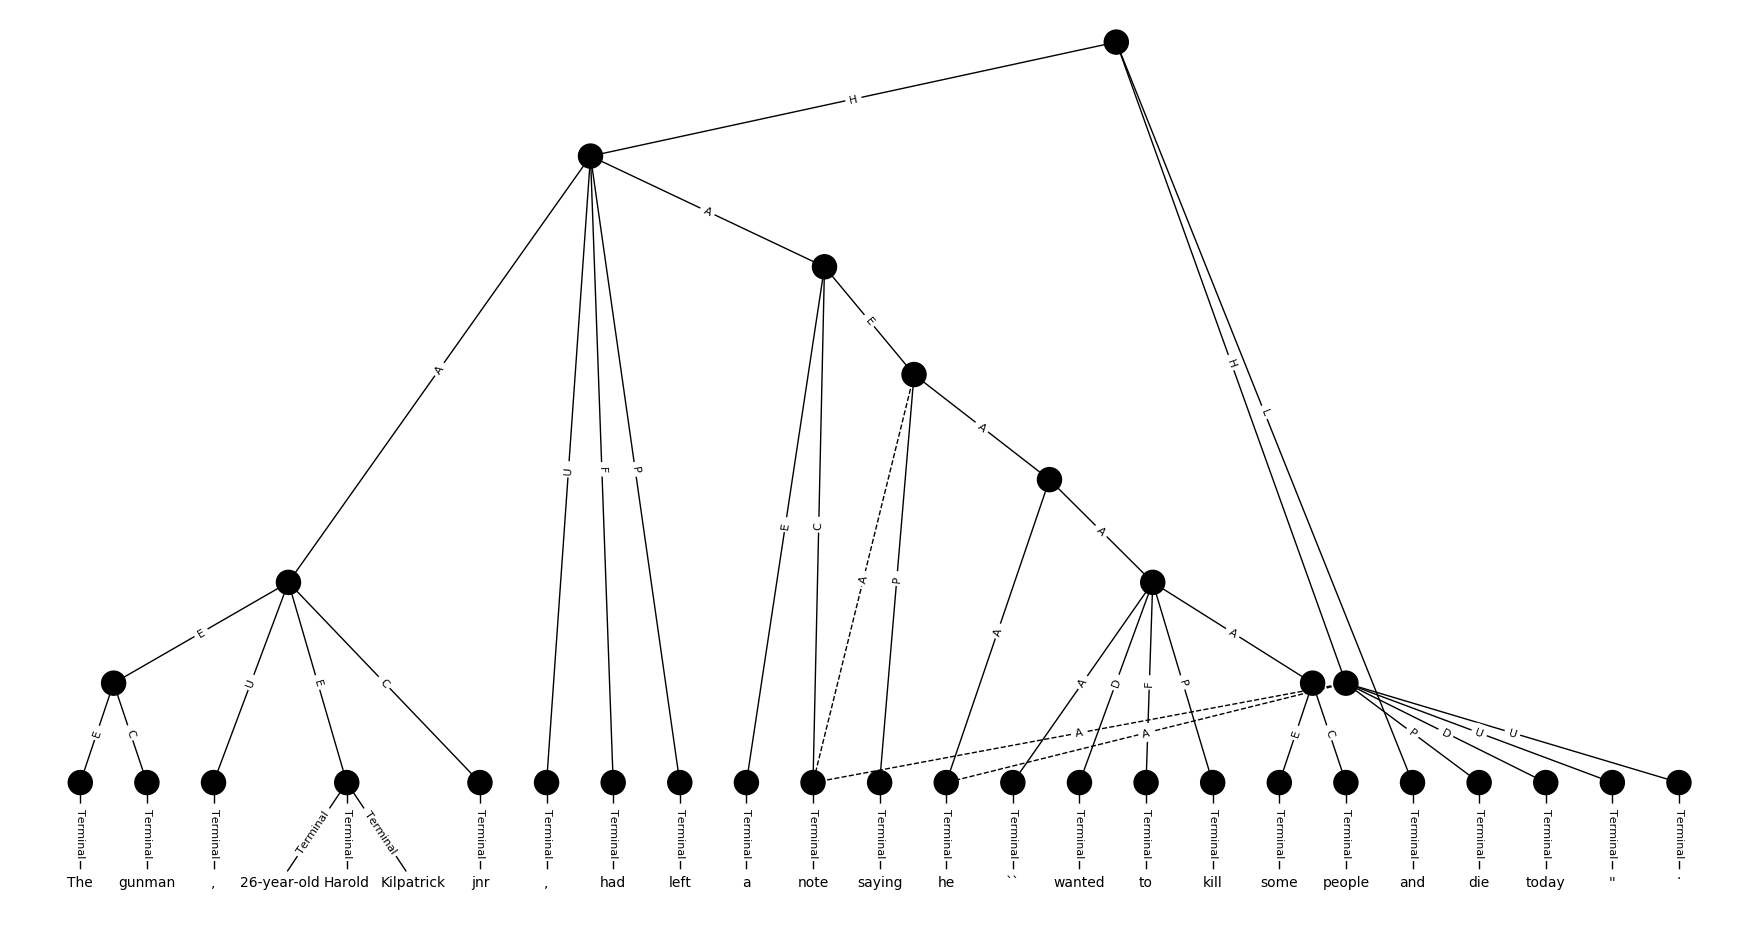 H
A
E
A
H
L
A
U
F
P
E
C
A
P
A
A
E
U
E
C
A
A
D
F
P
E
C
A
A
E
C
P
D
U
U
Terminal Terminal Terminal Terminal Terminal Terminal Terminal Terminal Terminal Terminal Terminal Terminal Terminal Terminal Terminal Terminal Terminal Terminal Terminal Terminal Terminal Terminal Terminal Terminal Terminal Terminal Terminal
The gunman , 26-year-old Harold Kilpatrick jnr , had left a note saying he `` wanted to kill some people and die today " .